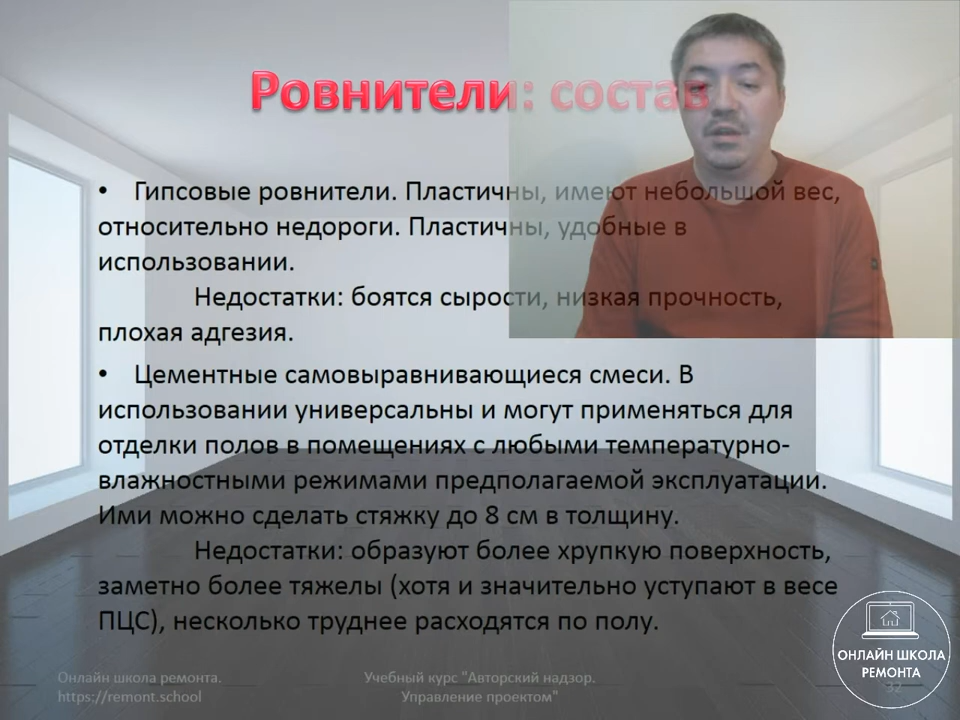 Ровнители: состав
• Гипсовые ровнители. Пластичны, имеют небольшой вес,
относительно недороги. Пластичны, удобные в
использовании.
Недостатки: боятся сырости, низкая прочность,
плохая адгезия.
• Цементные самовыравнивающиеся смеси. В
использовании универсальны и могут применяться для
отделки полов в помещениях с любыми температурно-
влажностными режимами предполагаемой эксплуатации.
Ими можно сделать стяжку до 8 см в толщину.
Недостатки: образуют более хрупкую поверхность,
заметно более тяжелы (хотя и значительно уступают в весе
ПЦС), несколько труднее расходятся по полу.
Онлайн школа ремонта.
https://remont.school
Учебный курс "Авторский надзор.
Управление проектом"
32
ОНЛАЙН ШКОЛА
РЕМОНТА